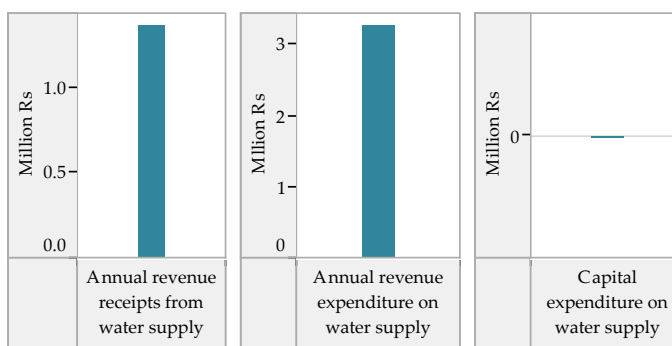 Million Rs
1.0
0.5
0.0
Annual revenue
receipts from
water supply
Million Rs
3
2
1
0
Annual revenue
expenditure on
water supply
Million Rs
0
Capital
expenditure on
water supply